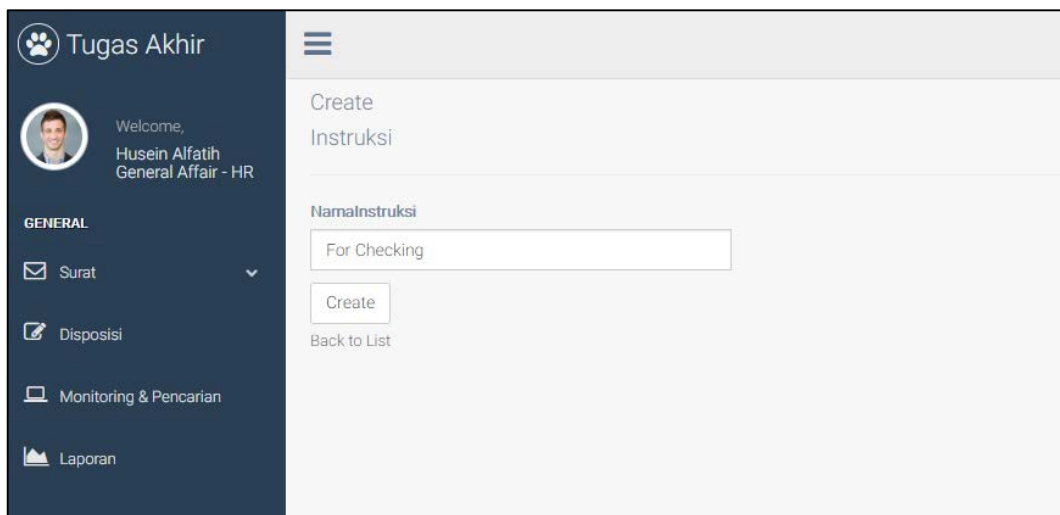 Tugas Akhir
Welcome,
Husein Alfatih
General Affair - HR
GENERAL
Surat
Disposisi
Monitoring & Pencarian
Laporan
Create
Instruksi
NamaInstruksi
For Checking
Create
Back to List